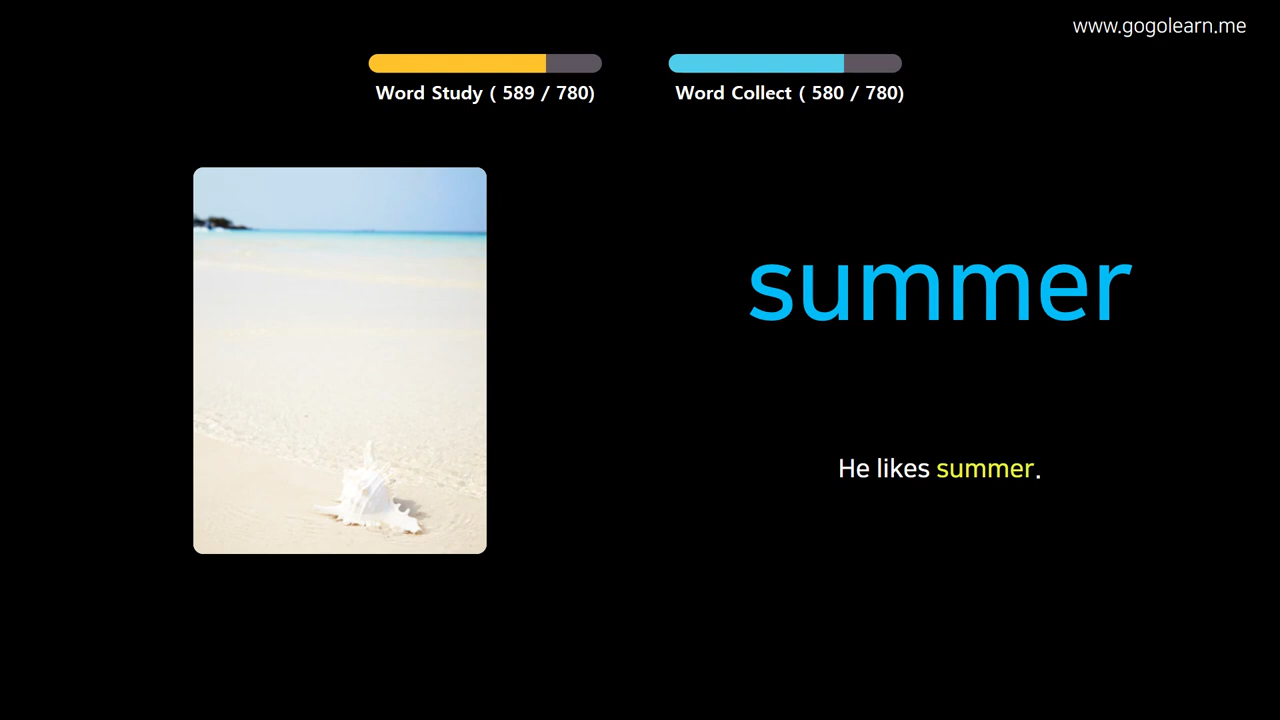 www.gogolearn.me
Word Study ( 589 / 780)
Word Collect ( 580 / 780)
summer
He likes summer.